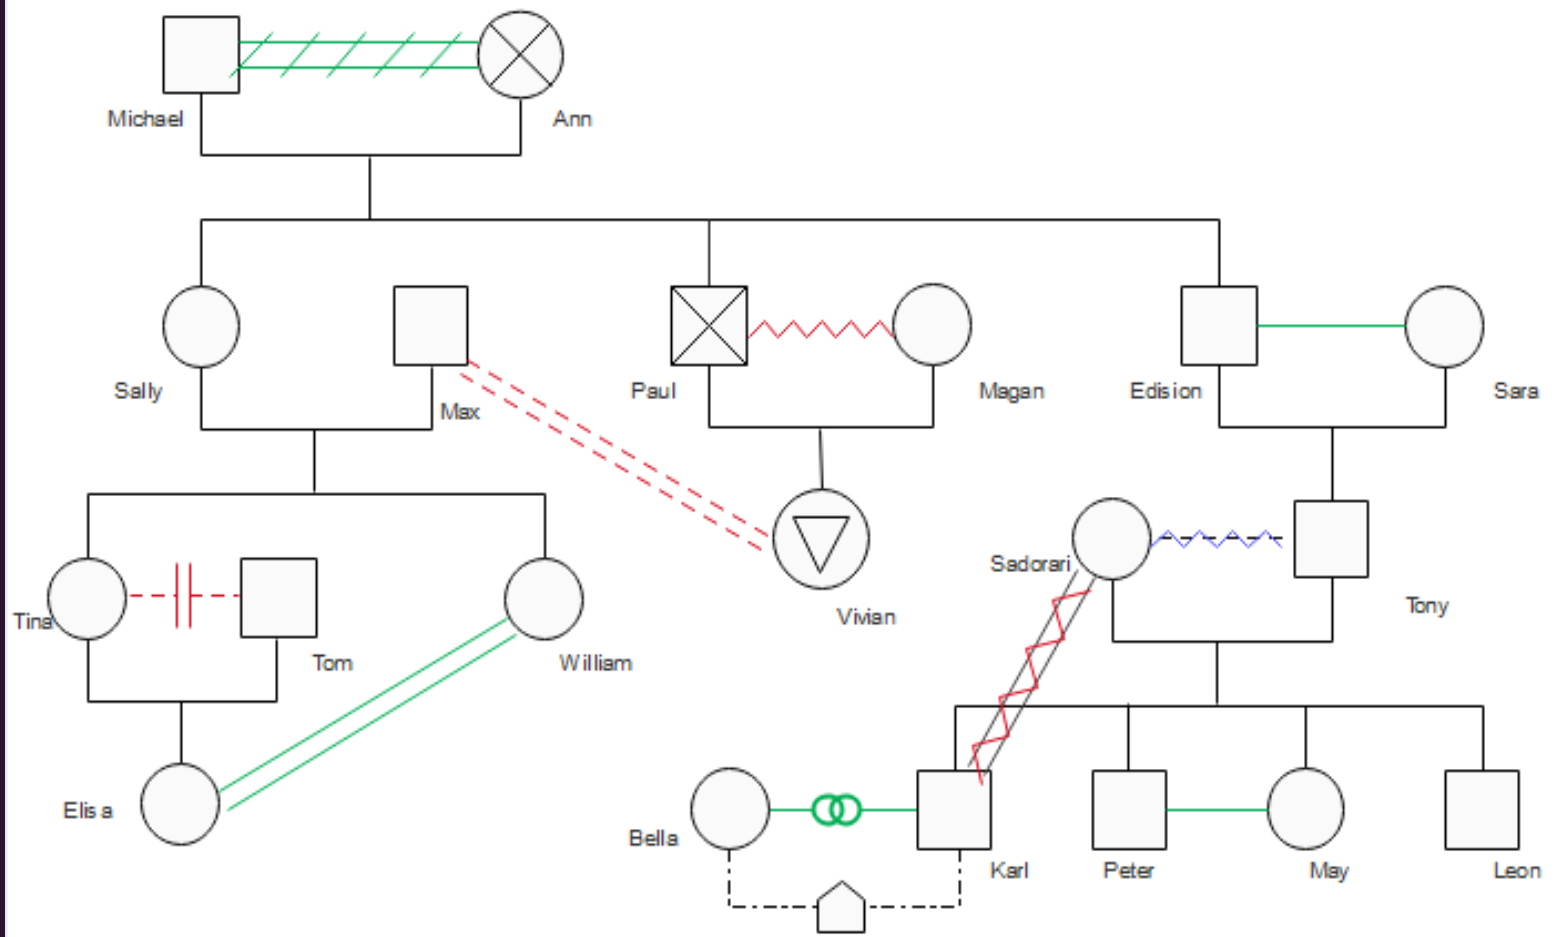 Michael
Ann
Sally
Max
Paul
Magan
Edision
Sara
Sadorari
Tony
Vivian
Tina
Tom
William
Elisa
Bella
Karl
Peter
May
Leon